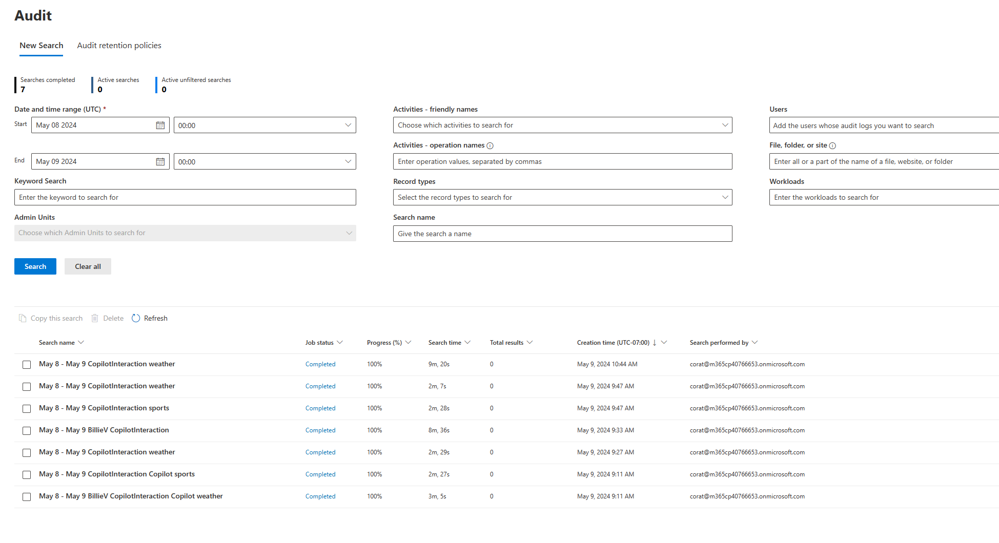 Audit
New Search Audit retention policies
Searches completed Active searches Active unfiltered searches
7 0 0
Date and time range (UTC) * Activities - friendly names Users
Start May 08 2024 00:00 Choose which activities to search for Add the users whose audit logs you want to search
Activities - operation names File, folder, or site
End May 09 2024 00:00 Enter operation values, separated by commas Enter all or a part of the name of a file, website, or folder
Keyword Search Record types Workloads
Enter the keyword to search for Select the record types to search for Enter the workloads to search for
Admin Units Search name
Choose which Admin Units to search for Give the search a name
Search Clear all
Copy this search Delete Refresh
Search name Job status Progress (%) Search time Total results Creation time (UTC-07:00) ↓ Search performed by
May 8 - May 9 CopilotInteraction weather Completed 100% 9m, 20s 0 May 9, 2024 10:44 AM corat@m365cp40766653.onmicrosoft.com
May 8 - May 9 CopilotInteraction weather Completed 100% 2m, 7s 0 May 9, 2024 9:47 AM corat@m365cp40766653.onmicrosoft.com
May 8 - May 9 CopilotInteraction sports Completed 100% 2m, 28s 0 May 9, 2024 9:47 AM corat@m365cp40766653.onmicrosoft.com
May 8 - May 9 BillieV CopilotInteraction Completed 100% 8m, 36s 0 May 9, 2024 9:33 AM corat@m365cp40766653.onmicrosoft.com
May 8 - May 9 CopilotInteraction weather Completed 100% 2m, 29s 0 May 9, 2024 9:27 AM corat@m365cp40766653.onmicrosoft.com
May 8 - May 9 CopilotInteraction Copilot sports Completed 100% 2m, 27s 0 May 9, 2024 9:11 AM corat@m365cp40766653.onmicrosoft.com
May 8 - May 9 BillieV CopilotInteraction Copilot weather Completed 100% 3m, 5s 0 May 9, 2024 9:11 AM corat@m365cp40766653.onmicrosoft.com